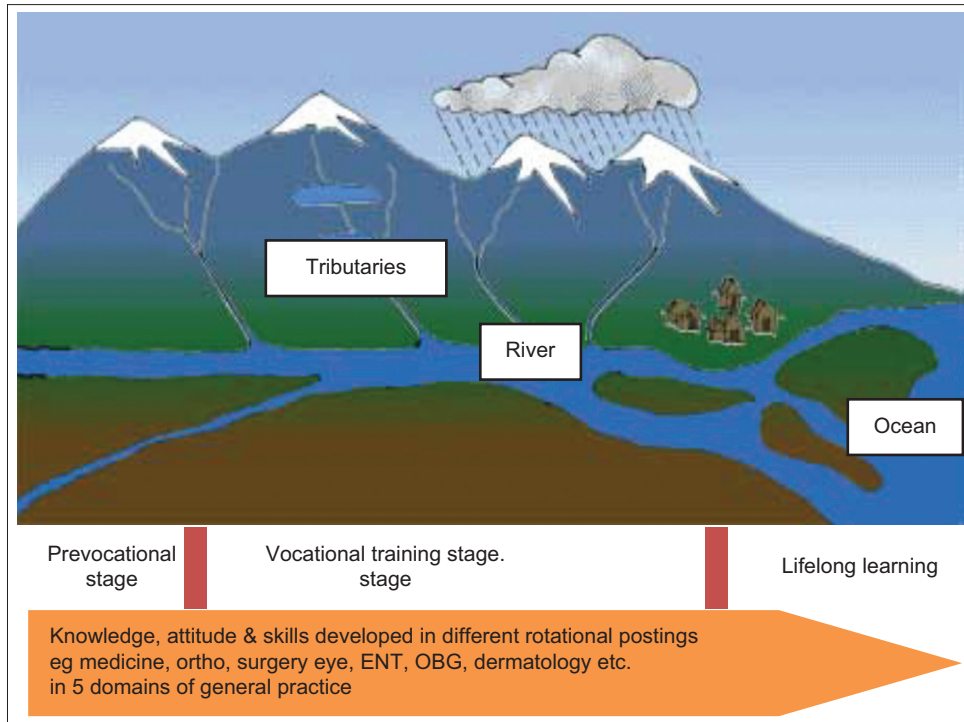 Tributaries
River
Ocean
Prevocational
stage
Vocational training stage.
stage
Lifelong learning
Knowledge, attitude & skills developed in different rotational postings
eg medicine, ortho, surgery eye, ENT, OBG, dermatology etc.
in 5 domains of general practice